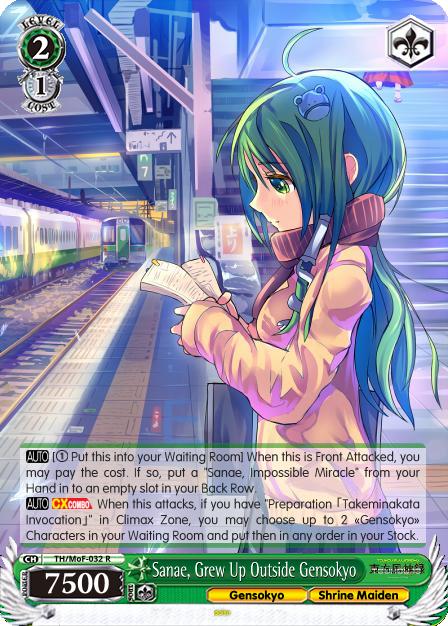 LEVEL
2
1
COST
7
[AUTO] [① Put this into your Waiting Room] When this is Front Attacked, you
may pay the cost. If so, put a "Sanae, Impossible Miracle" from your
Hand in to an empty slot in your Back Row.
[AUTO] CXCOMBO When this attacks, if you have "Preparation「Takeminakata
Invocation」" in Climax Zone, you may choose up to 2 «Gensokyo»
Characters in your Waiting Room and put then in any order in your Stock.
CH TH/MoF-032 R
POWER 7500 SOUL
Sanae, Grew Up Outside Gensokyo
Gensokyo Shrine Maiden